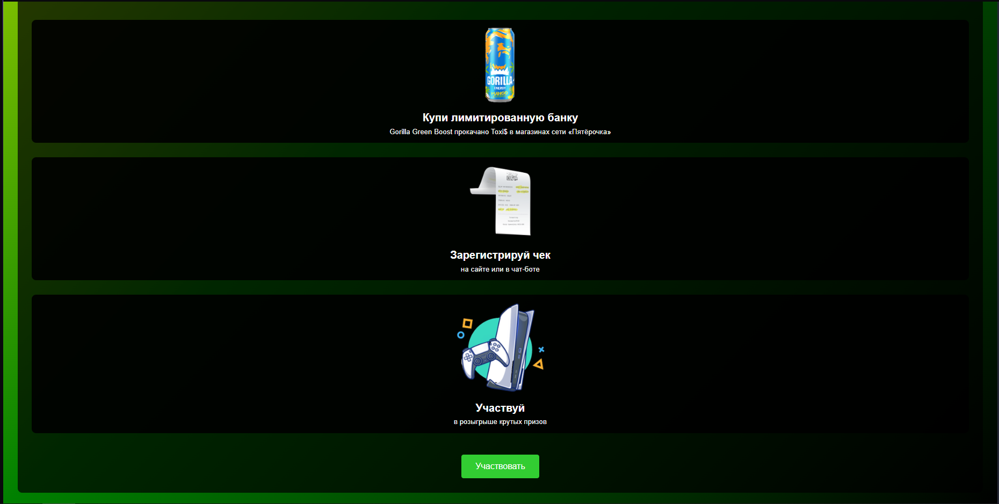 GORILLA
ENERGY
MANGO
Купи лимитированную банку
Gorilla Green Boost прокачано Toxi$ в магазинах сети «Пятёрочка»
Зарегистрируй чек
на сайте или в чат-боте
Участвуй
в розыгрыше крутых призов
Участвовать